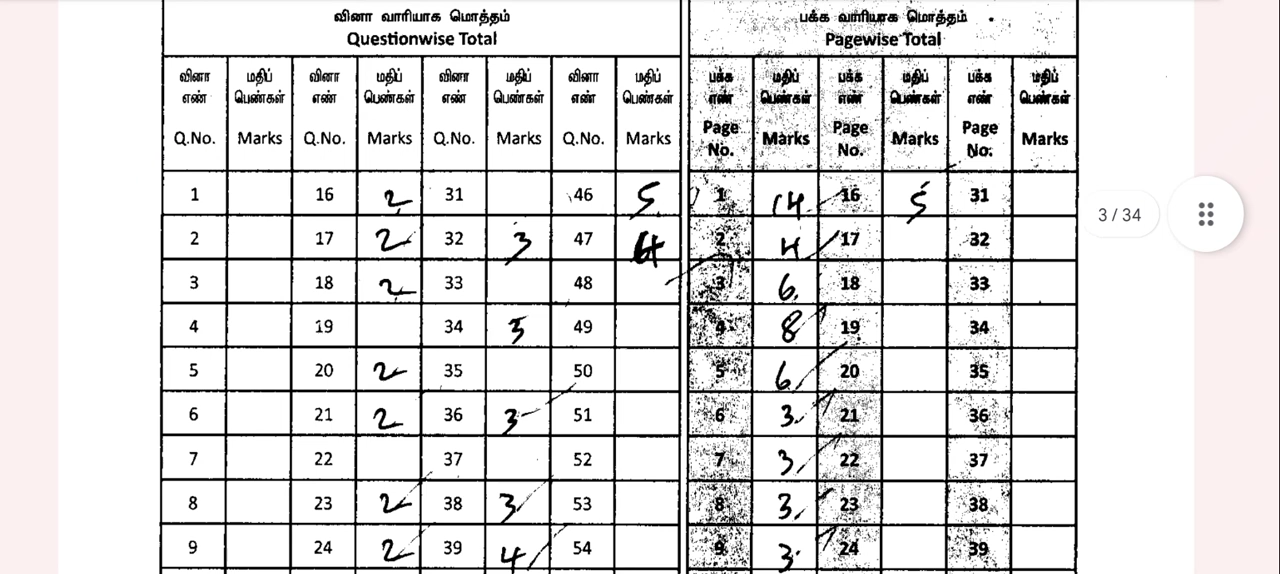 வினா வாரியாக மொத்தம் பக்க வாரியாக மொத்தம்
Questionwise Total Pagewise Total
வினா மதிப் வினா மதிப் வினா மதிப் வினா மதிப் பக்க மதிப் பக்க மதிப் பக்க மதிப்
எண் பெண்கள் எண் பெண்கள் எண் பெண்கள் எண் பெண்கள் எண் பெண்கள் எண் பெண்கள் எண் பெண்கள்
Q.No. Marks Q.No. Marks Q.No. Marks Q.No. Marks Page No. Marks Page No. Marks Page No. Marks
1 16 2 31 46 5 1 14 16 5 31
2 17 2 32 3 47 4 2 4 17 32
3 18 2 33 48 3 6 18 33
4 19 34 3 49 4 8 19 34
5 20 2 35 50 5 6 20 35
6 21 2 36 3 51 6 3 21 36
7 22 37 52 7 3 22 37
8 23 2 38 3 53 8 3 23 38
9 24 2 39 4 54 9 3 24 39
3 / 34